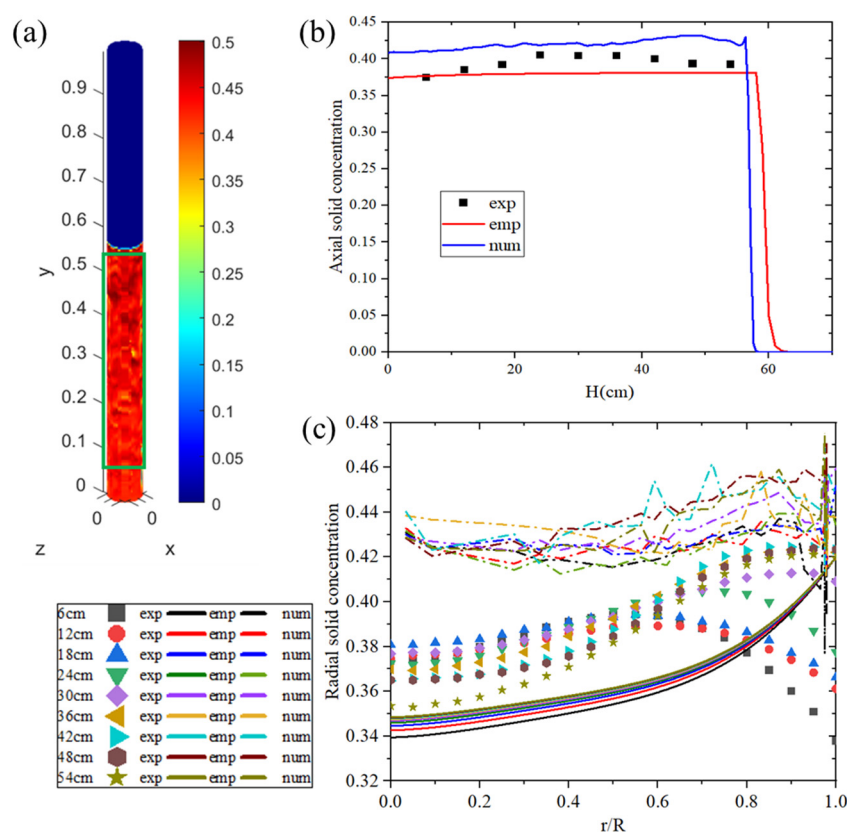 (a)
0.9
0.8
0.7
0.6
0.5
0.4
0.3
0.2
0.1
0
y
0 0
z x
0.5
0.45
0.4
0.35
0.3
0.25
0.2
0.15
0.1
0.05
0
(b)
0.45
0.40
0.35
0.30
0.25
0.20
0.15
0.10
0.05
0.00
Axial solid concentration
exp
emp
num
0 20 40 60
H(cm)
(c)
0.48
0.46
0.44
0.42
0.40
0.38
0.36
0.34
0.32
Radial solid concentration
0.0 0.2 0.4 0.6 0.8 1.0
r/R
6cm exp emp num
12cm exp emp num
18cm exp emp num
24cm exp emp num
30cm exp emp num
36cm exp emp num
42cm exp emp num
48cm exp emp num
54cm exp emp num